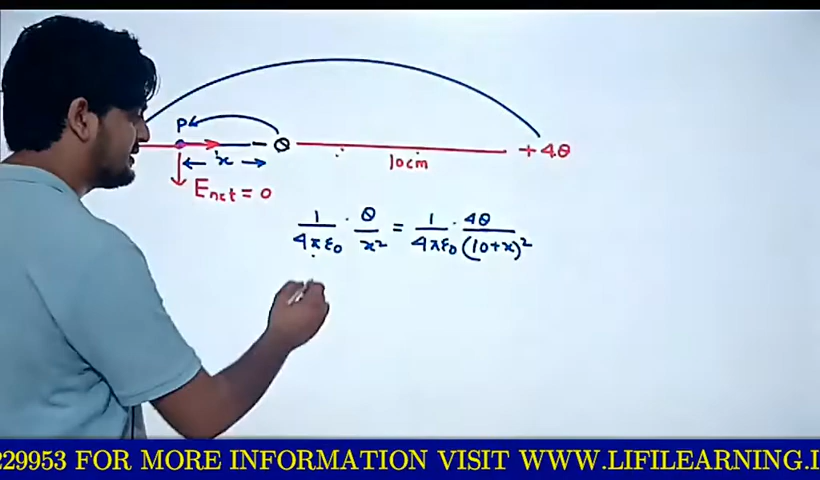 P
x
- Q
10cm
+ 4Q
Enet = 0
1/4πε0 · Q/x² = 1/4πε0 · 4Q/(10+x)²
229953 FOR MORE INFORMATION VISIT WWW.LIFILEARNING.I